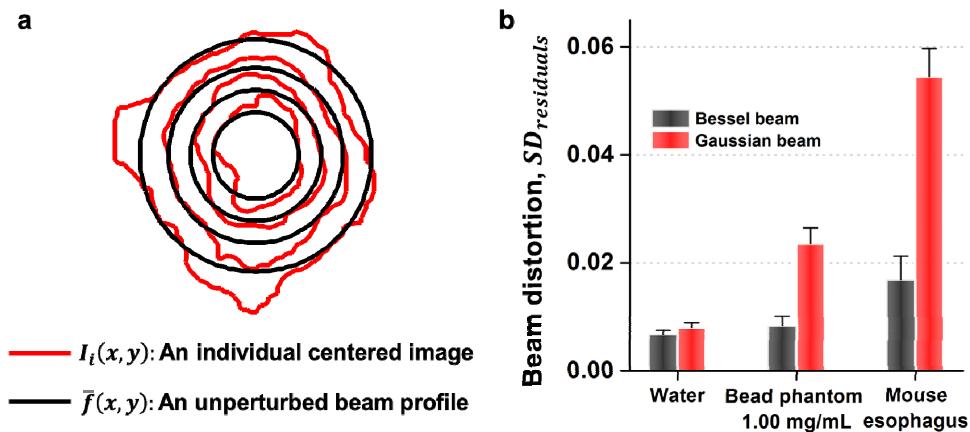 a
I_i(x, y): An individual centered image
f̄(x, y): An unperturbed beam profile
b
Beam distortion, SD_residuals
0.06
0.04
0.02
0.00
Bessel beam
Gaussian beam
Water
Bead phantom
1.00 mg/mL
Mouse
esophagus